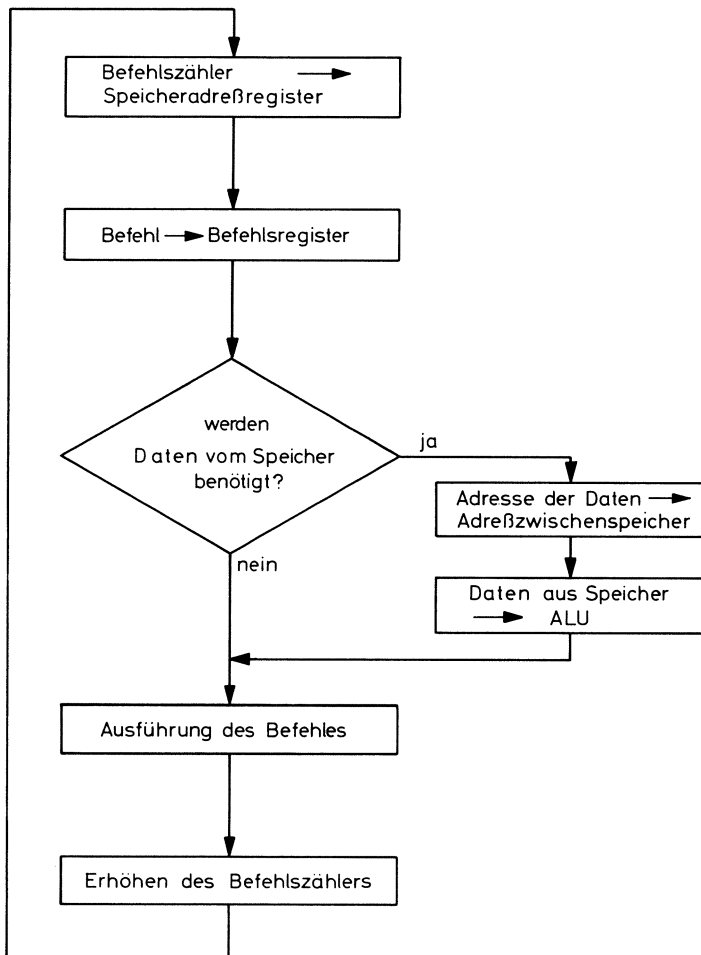 Befehlszähler →
Speicheradreßregister
Befehl → Befehlsregister
werden
Daten vom Speicher
benötigt?
ja
Adresse der Daten →
Adreßzwischenspeicher
Daten aus Speicher
→ ALU
nein
Ausführung des Befehles
Erhöhen des Befehlszählers